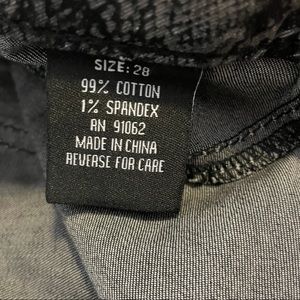 SIZE: 28
99% COTTON
1% SPANDEX
RN 91062
MADE IN CHINA
REVERSE FOR CARE